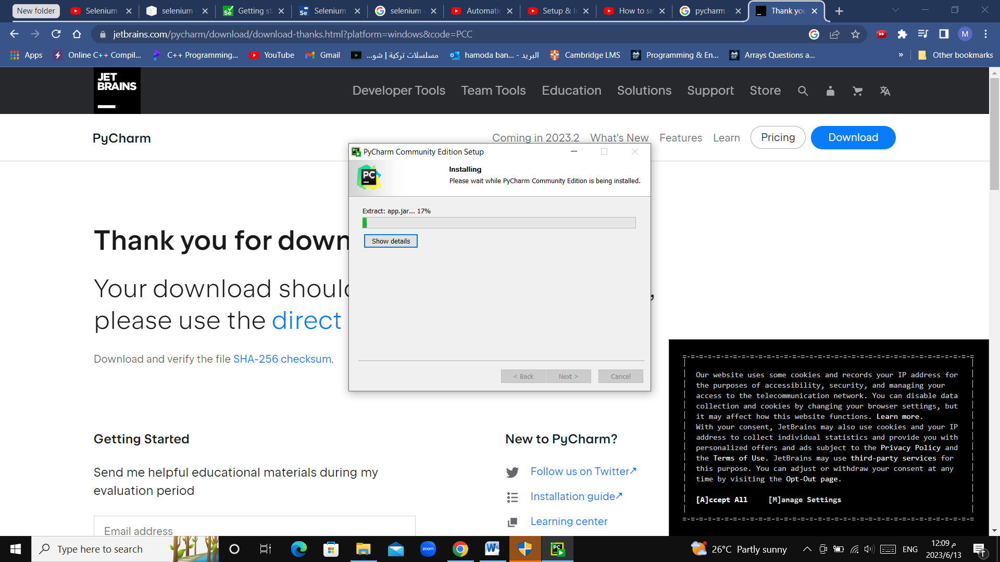 New folder
Selenium
selenium
Getting st
Selenium
selenium
Automatic
Setup & I
How to se
pycharm -
Thank you
jetbrains.com/pycharm/download/download-thanks.html?platform=windows&code=PCC
M
Apps
Online C++ Compil...
C++ Programming...
YouTube
Gmail
مسلسلات تركية | شو...
hamoda ban... - البريد
Cambridge LMS
Programming & En...
Arrays Questions a...
»
Other bookmarks
JET
BRAINS
Developer Tools
Team Tools
Education
Solutions
Support
Store
PyCharm
Coming in 2023.2
What's New
Features
Learn
Pricing
Download
PyCharm Community Edition Setup
Installing
Please wait while PyCharm Community Edition is being installed.
Extract: app.jar... 17%
Show details
< Back
Next >
Cancel
Thank you for down
Your download should
please use the direct
Download and verify the file SHA-256 checksum.
Getting Started
Send me helpful educational materials during my
evaluation period
Email address
New to PyCharm?
Follow us on Twitter↗
Installation guide↗
Learning center
Our website uses some cookies and records your IP address for
the purposes of accessibility, security, and managing your
access to the telecommunication network. You can disable data
collection and cookies by changing your browser settings, but
it may affect how this website functions. Learn more.
With your consent, JetBrains may also use cookies and your IP
address to collect individual statistics and provide you with
personalized offers and ads subject to the Privacy Policy and
the Terms of Use. JetBrains may use third-party services for
this purpose. You can adjust or withdraw your consent at any
time by visiting the Opt-Out page.
[A]ccept All
[M]anage Settings
Type here to search
zoom
26°C Partly sunny
ENG
12:09 م
2023/6/13